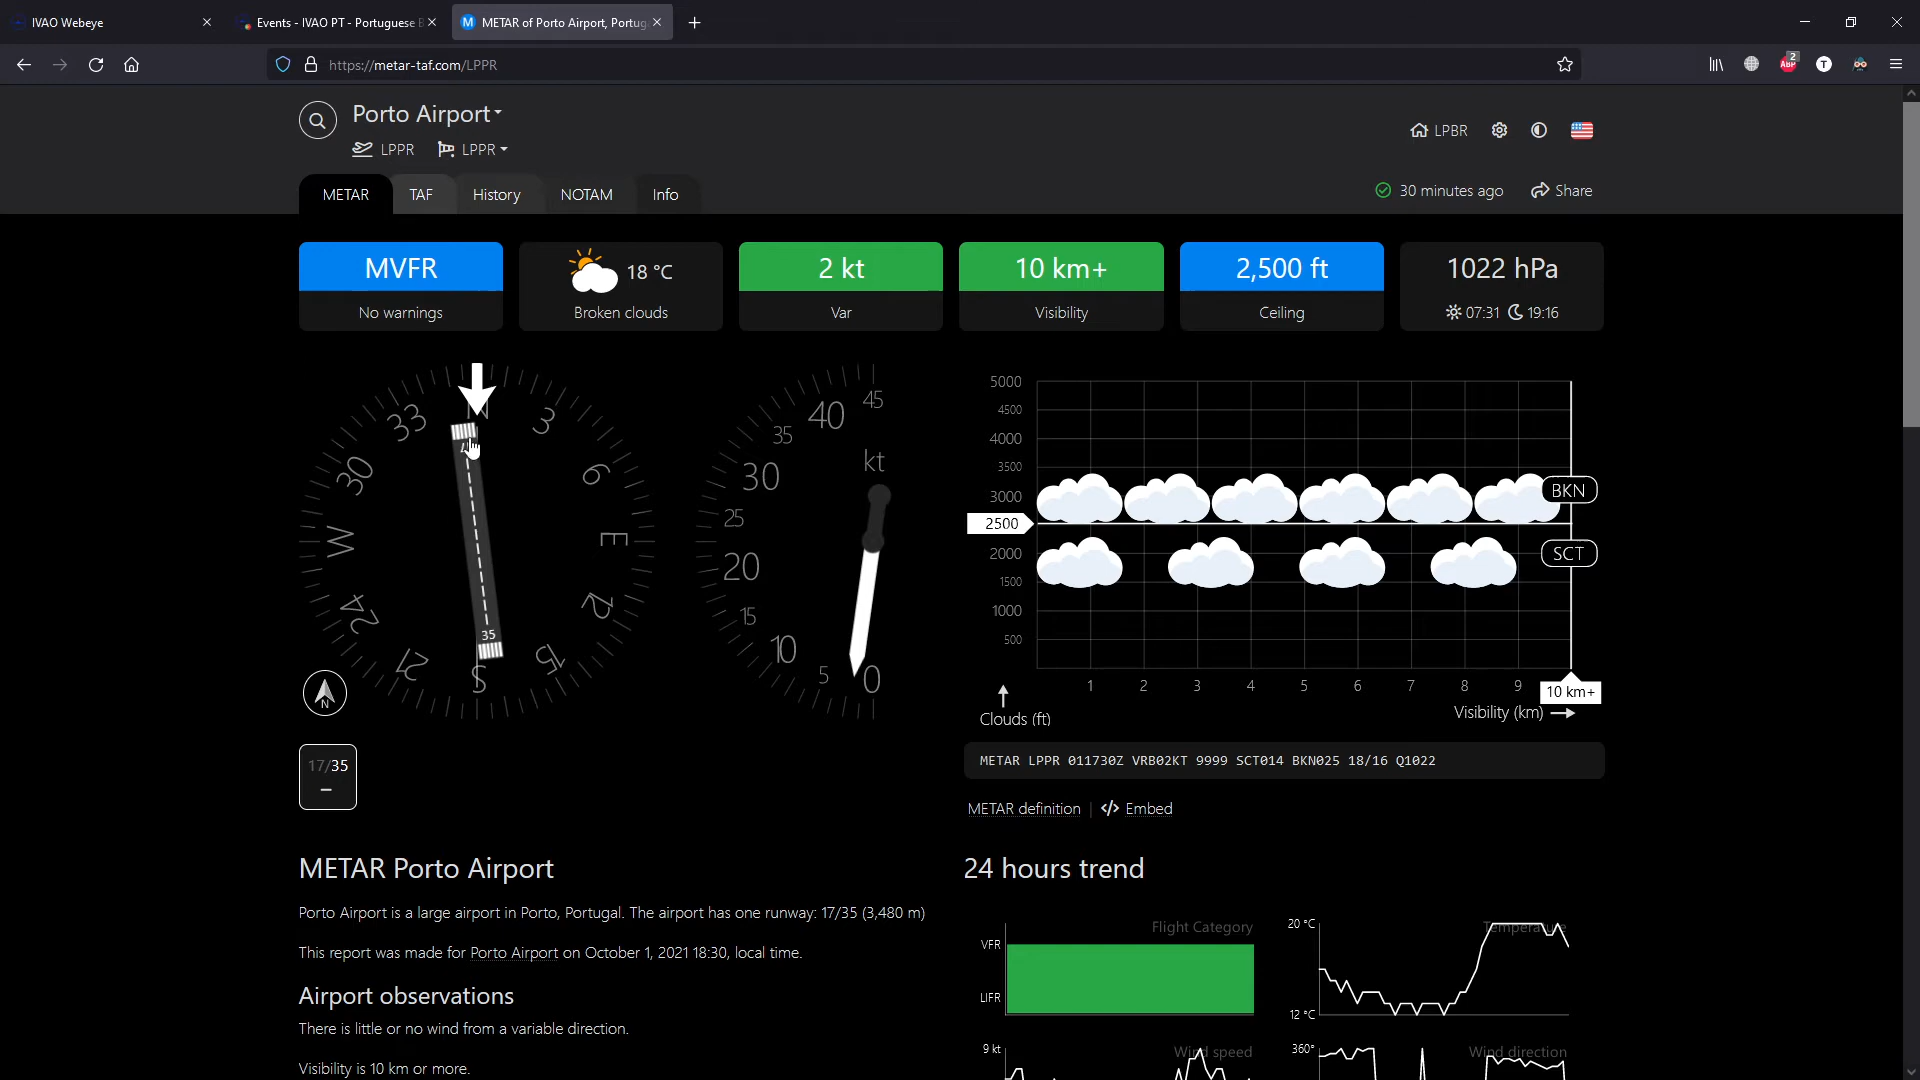 IVAO Webeye
Events - IVAO PT - Portuguese
METAR of Porto Airport, Portug
https://metar-taf.com/LPPR
ABP
2
T
Porto Airport
LPPR LPPR
LPBR
METAR TAF History NOTAM Info
30 minutes ago Share
MVFR
No warnings
18 °C
Broken clouds
2 kt
Var
10 km+
Visibility
2,500 ft
Ceiling
1022 hPa
07:31 19:16
N
3
6
E
12
15
S
21
24
W
30
33
35
N
45
40
35
kt
30
25
20
15
10
5
0
5000
4500
4000
3500
3000
2500
2000
1500
1000
500
BKN
SCT
1 2 3 4 5 6 7 8 9 10 km+
Clouds (ft)
Visibility (km)
17/35
–
METAR LPPR 011730Z VRB02KT 9999 SCT014 BKN025 18/16 Q1022
METAR definition | </> Embed
METAR Porto Airport
Porto Airport is a large airport in Porto, Portugal. The airport has one runway: 17/35 (3,480 m)
This report was made for Porto Airport on October 1, 2021 18:30, local time.
Airport observations
There is little or no wind from a variable direction.
Visibility is 10 km or more.
24 hours trend
Flight Category
VFR
LIFR
20 °C
Temperature
12 °C
9 kt
Wind speed
360°
Wind direction